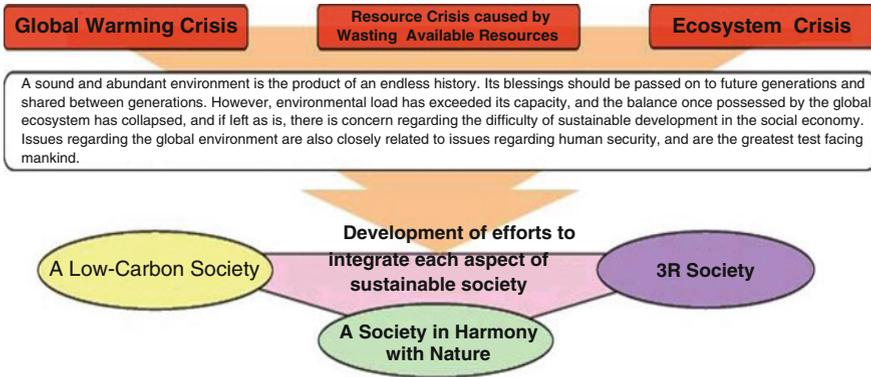 Global Warming Crisis
Resource Crisis caused by
Wasting Available Resources
Ecosystem Crisis
A sound and abundant environment is the product of an endless history. Its blessings should be passed on to future generations and
shared between generations. However, environmental load has exceeded its capacity, and the balance once possessed by the global
ecosystem has collapsed, and if left as is, there is concern regarding the difficulty of sustainable development in the social economy.
Issues regarding the global environment are also closely related to issues regarding human security, and are the greatest test facing
mankind.
Development of efforts to
integrate each aspect of
sustainable society
A Low-Carbon Society
3R Society
A Society in Harmony
with Nature